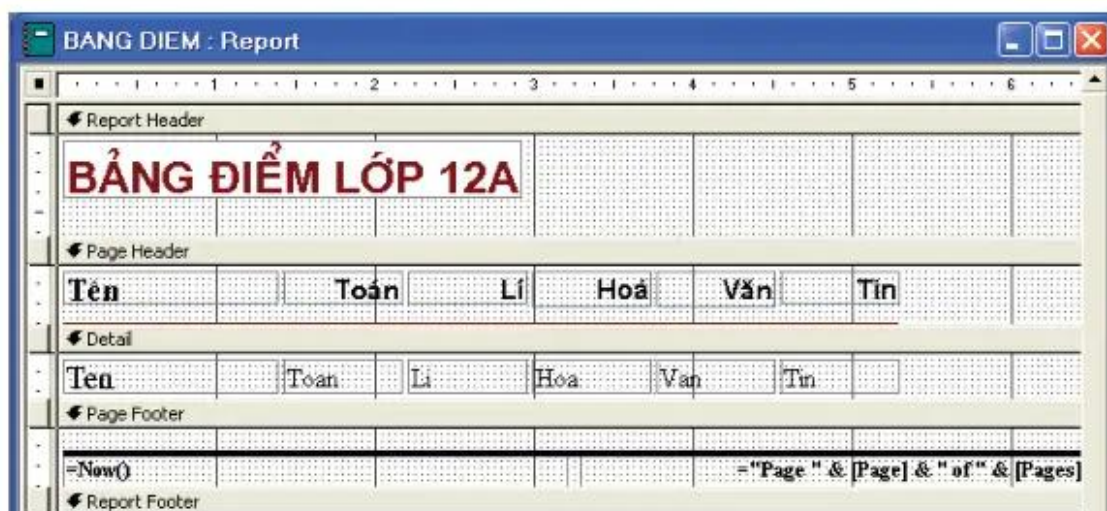 BANG DIEM : Report
1 2 3 4 5 6
Report Header
BẢNG ĐIỂM LỚP 12A
Page Header
Tên Toán Lí Hoá Văn Tin
Detail
Ten Toan Li Hoa Van Tin
Page Footer
=Now() ="Page " & [Page] & " of " & [Pages]
Report Footer